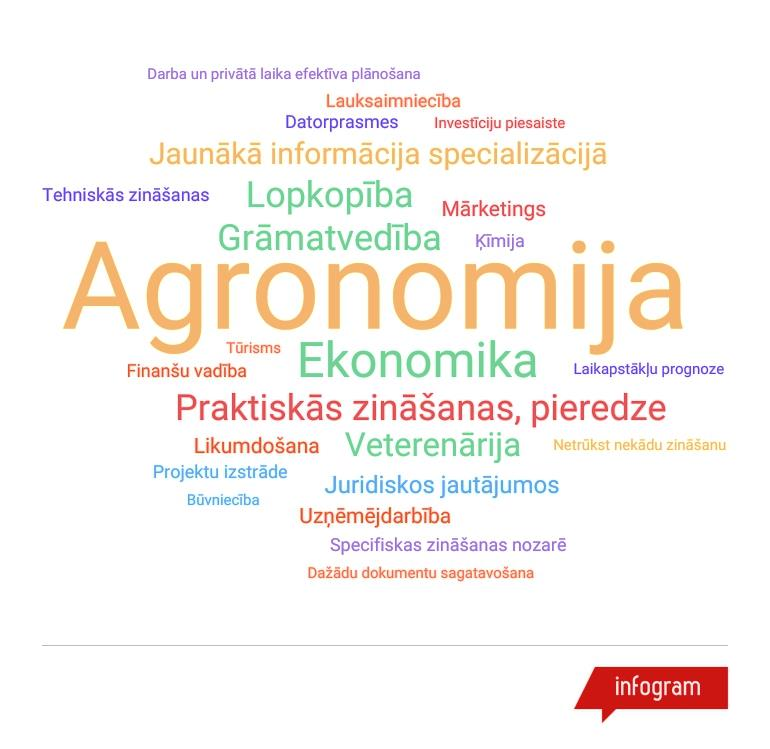 Darba un privātā laika efektīva plānošana
Lauksaimniecība
Datorprasmes Investīciju piesaiste
Jaunākā informācija specializācijā
Tehniskās zināšanas Lopkopība Mārketings
Grāmatvedība Ķīmija
Agronomija
Tūrisms Ekonomika Laikapstākļu prognoze
Finanšu vadība
Praktiskās zināšanas, pieredze
Likumdošana Veterenārija Netrūkst nekādu zināšanu
Projektu izstrāde Juridiskos jautājumos
Būvniecība
Uzņēmējdarbība
Specifiskas zināšanas nozarē
Dažādu dokumentu sagatavošana
infogram